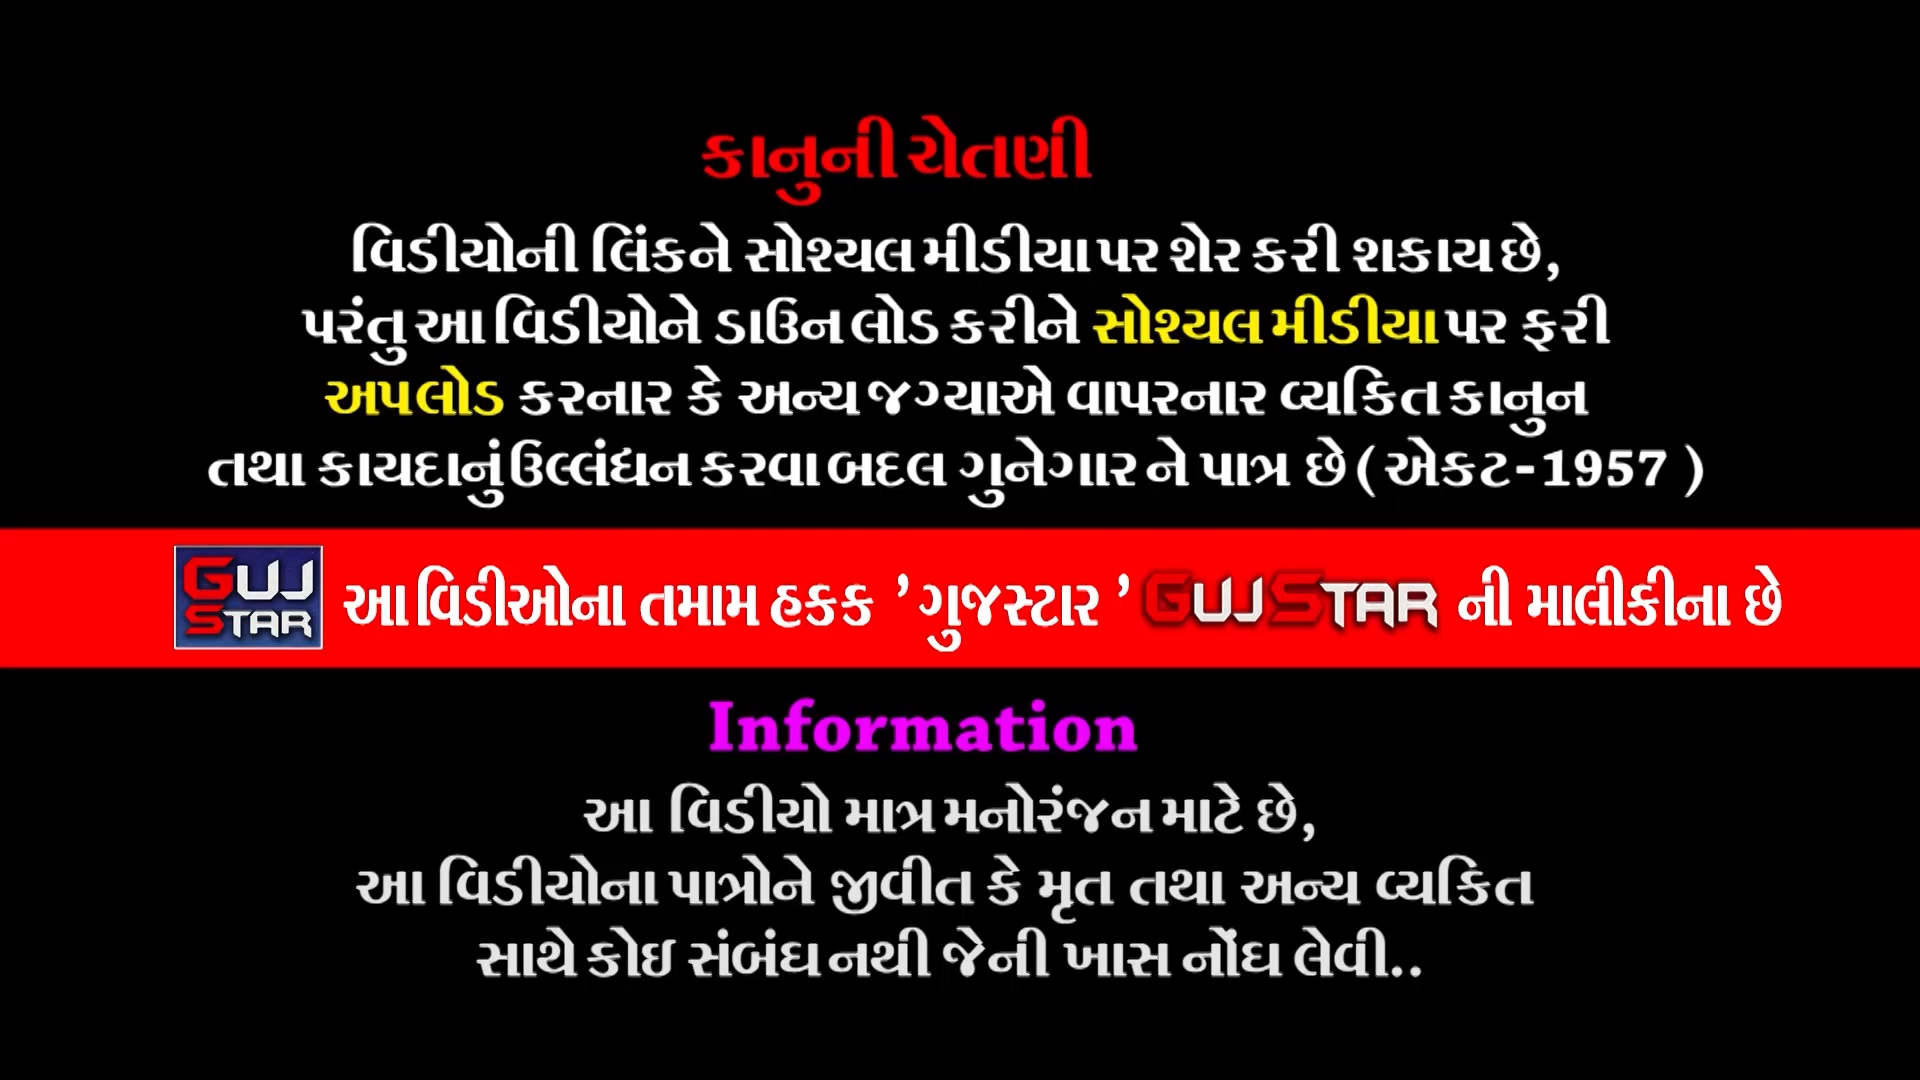 કાનુની ચેતણી
વિડીયોની લિંકને સોશ્યલ મીડીયા પર શેર કરી શકાય છે,
પરંતુ આ વિડીયોને ડાઉન લોડ કરીને સોશ્યલ મીડીયા પર ફરી
અપલોડ કરનાર કે અન્ય જગ્યાએ વાપરનાર વ્યકિત કાનુન
તથા કાયદાનું ઉલ્લંઘન કરવા બદલ ગુનેગાર ને પાત્ર છે ( એકટ-1957 )
GUJ STAR
આ વિડીઓના તમામ હકક ’ ગુજસ્ટાર ’ GUJSTAR ની માલીકીના છે
Information
આ વિડીયો માત્ર મનોરંજન માટે છે,
આ વિડીયોના પાત્રોને જીવીત કે મૃત તથા અન્ય વ્યકિત
સાથે કોઇ સંબંધ નથી જેની ખાસ નોંધ લેવી..